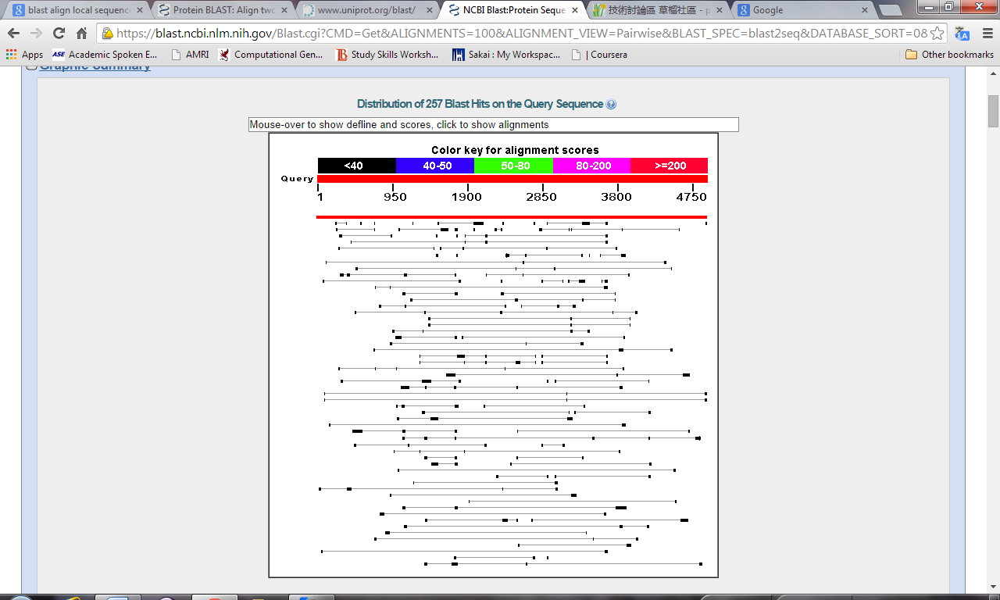 blast align local sequenc
Protein BLAST: Align tw
www.uniprot.org/blast/
NCBI Blast:Protein Seque
技術討論區 草榴社區 - p
Google
https://blast.ncbi.nlm.nih.gov/Blast.cgi?CMD=Get&ALIGNMENTS=100&ALIGNMENT_VIEW=Pairwise&BLAST_SPEC=blast2seq&DATABASE_SORT=08
Apps
ASE Academic Spoken E...
AMRI
Computational Gen...
Study Skills Worksh...
Sakai : My Workspac...
| Coursera
Other bookmarks
Graphic Summary
Distribution of 257 Blast Hits on the Query Sequence
Mouse-over to show defline and scores, click to show alignments
Color key for alignment scores
<40 40-50 50-80 80-200 >=200
Query
1 950 1900 2850 3800 4750